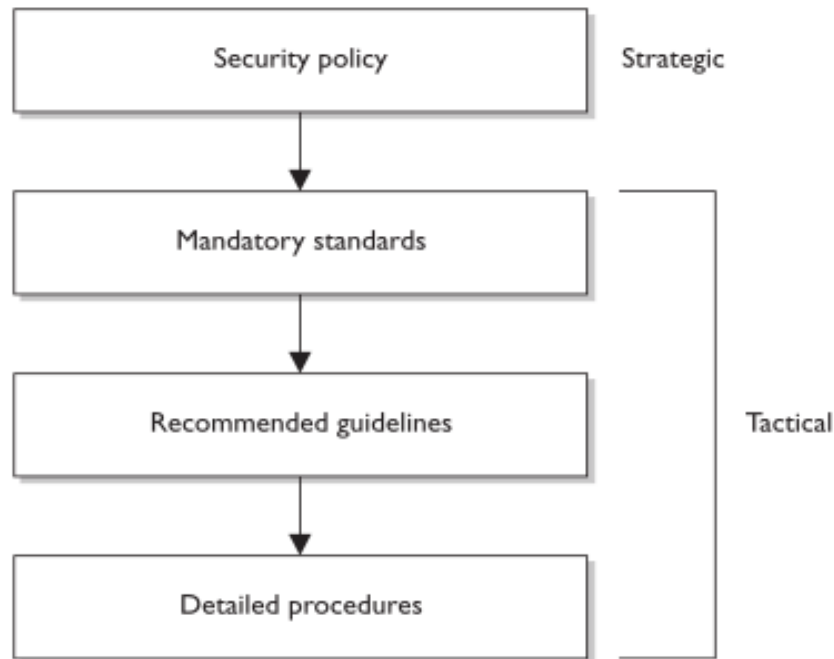 Security policy
Strategic
Mandatory standards
Recommended guidelines
Tactical
Detailed procedures